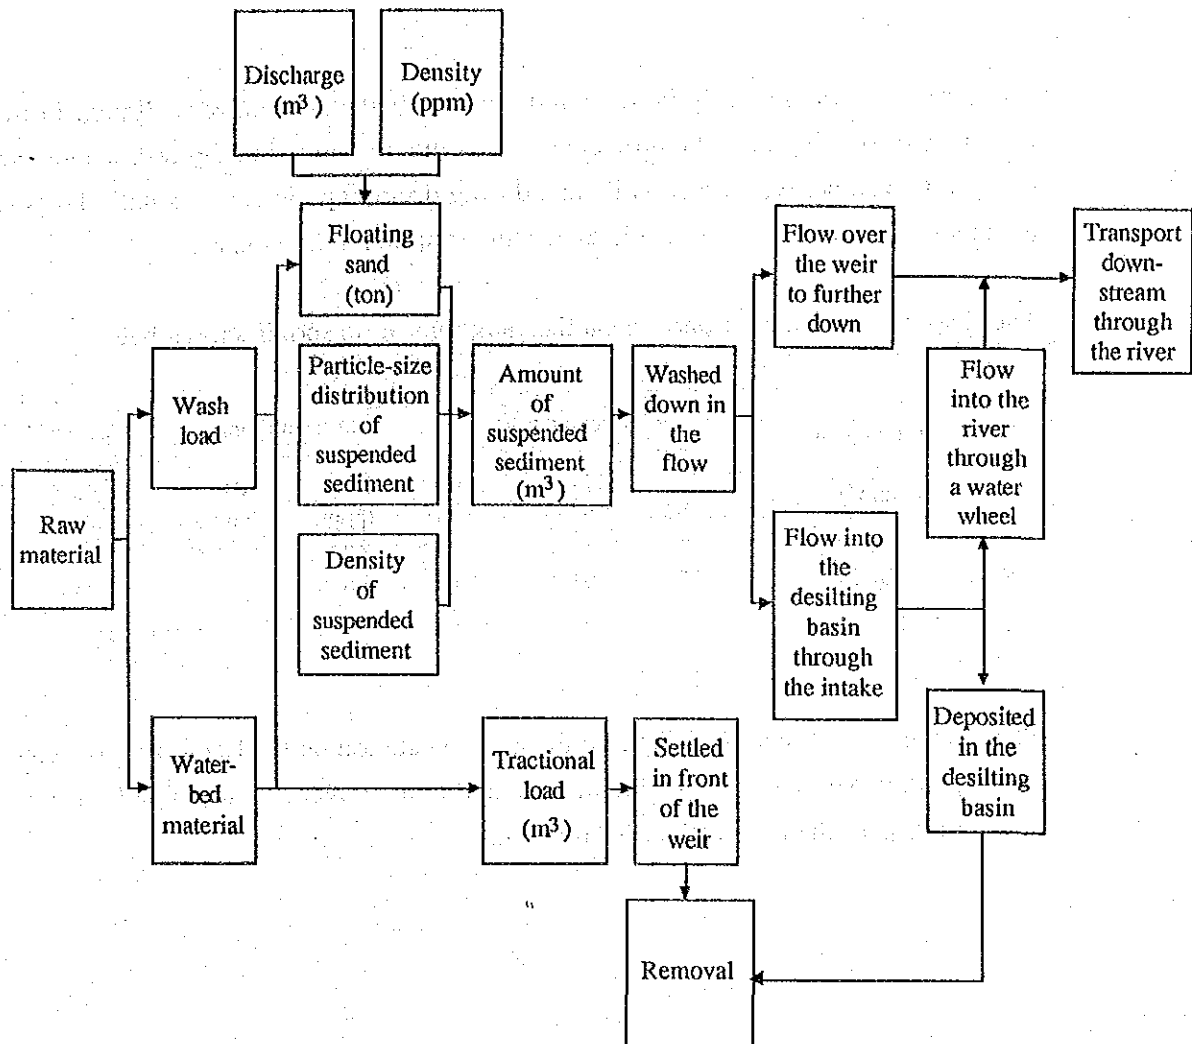 Discharge
(m³)
Density
(ppm)
Floating
sand
(ton)
Particle-size
distribution
of
suspended
sediment
Density
of
suspended
sediment
Raw
material
Wash
load
Water-
bed
material
Amount
of
suspended
sediment
(m³)
Washed
down in
the
flow
Flow over
the weir
to further
down
Transport
down-
stream
through
the river
Flow
into the
river
through
a water
wheel
Flow into
the
desilting
basin
through
the intake
Deposited
in the
desilting
basin
Tractional
load
(m³)
Settled
in front
of the
weir
Removal